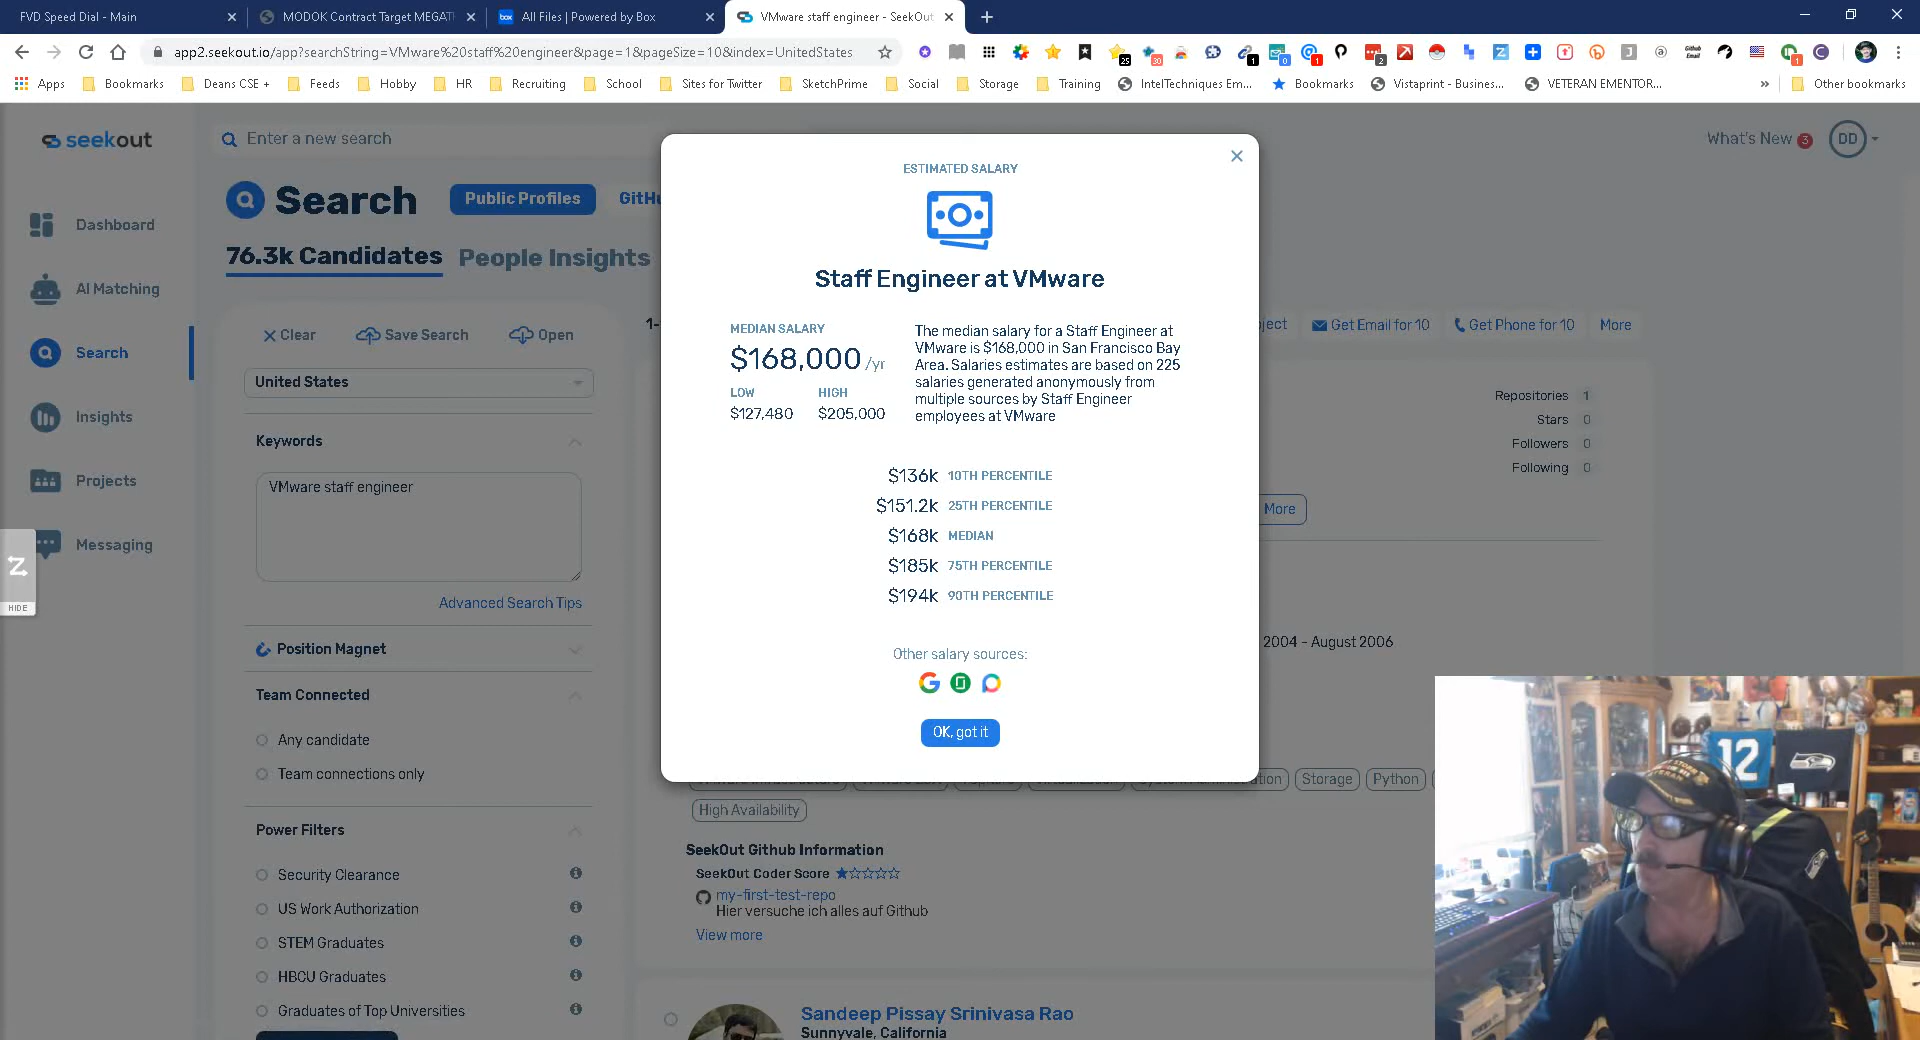 FVD Speed Dial - Main
MODOK Contract Target MEGAT
box All Files | Powered by Box
VMware staff engineer - SeekOut
app2.seekout.io/app?searchString=VMware%20staff%20engineer&page=1&pageSize=10&index=UnitedStates
Apps
Bookmarks
Deans CSE +
Feeds
Hobby
HR
Recruiting
School
Sites for Twitter
SketchPrime
Social
Storage
Training
IntelTechniques Em...
Bookmarks
Vistaprint - Busines...
VETERAN EMENTOR...
»
Other bookmarks
seekout
Enter a new search
What's New 3
DD
Dashboard
AI Matching
Search
Insights
Projects
Messaging
HIDE
Search
Public Profiles
GitHu
76.3k Candidates
People Insights
Clear
Save Search
Open
United States
Keywords
VMware staff engineer
Advanced Search Tips
Position Magnet
Team Connected
Any candidate
Team connections only
Power Filters
Security Clearance
US Work Authorization
STEM Graduates
HBCU Graduates
Graduates of Top Universities
ESTIMATED SALARY
Staff Engineer at VMware
MEDIAN SALARY
$168,000 /yr
LOW
HIGH
$127,480
$205,000
The median salary for a Staff Engineer at
VMware is $168,000 in San Francisco Bay
Area. Salaries estimates are based on 225
salaries generated anonymously from
multiple sources by Staff Engineer
employees at VMware
$136k 10TH PERCENTILE
$151.2k 25TH PERCENTILE
$168k MEDIAN
$185k 75TH PERCENTILE
$194k 90TH PERCENTILE
Other salary sources:
OK, got it
1-
ject
Get Email for 10
Get Phone for 10
More
Repositories 1
Stars 0
Followers 0
Following 0
More
2004 - August 2006
Storage
Python
High Availability
SeekOut Github Information
SeekOut Coder Score
my-first-test-repo
Hier versuche ich alles auf Github
View more
Sandeep Pissay Srinivasa Rao
Sunnyvale, California
12